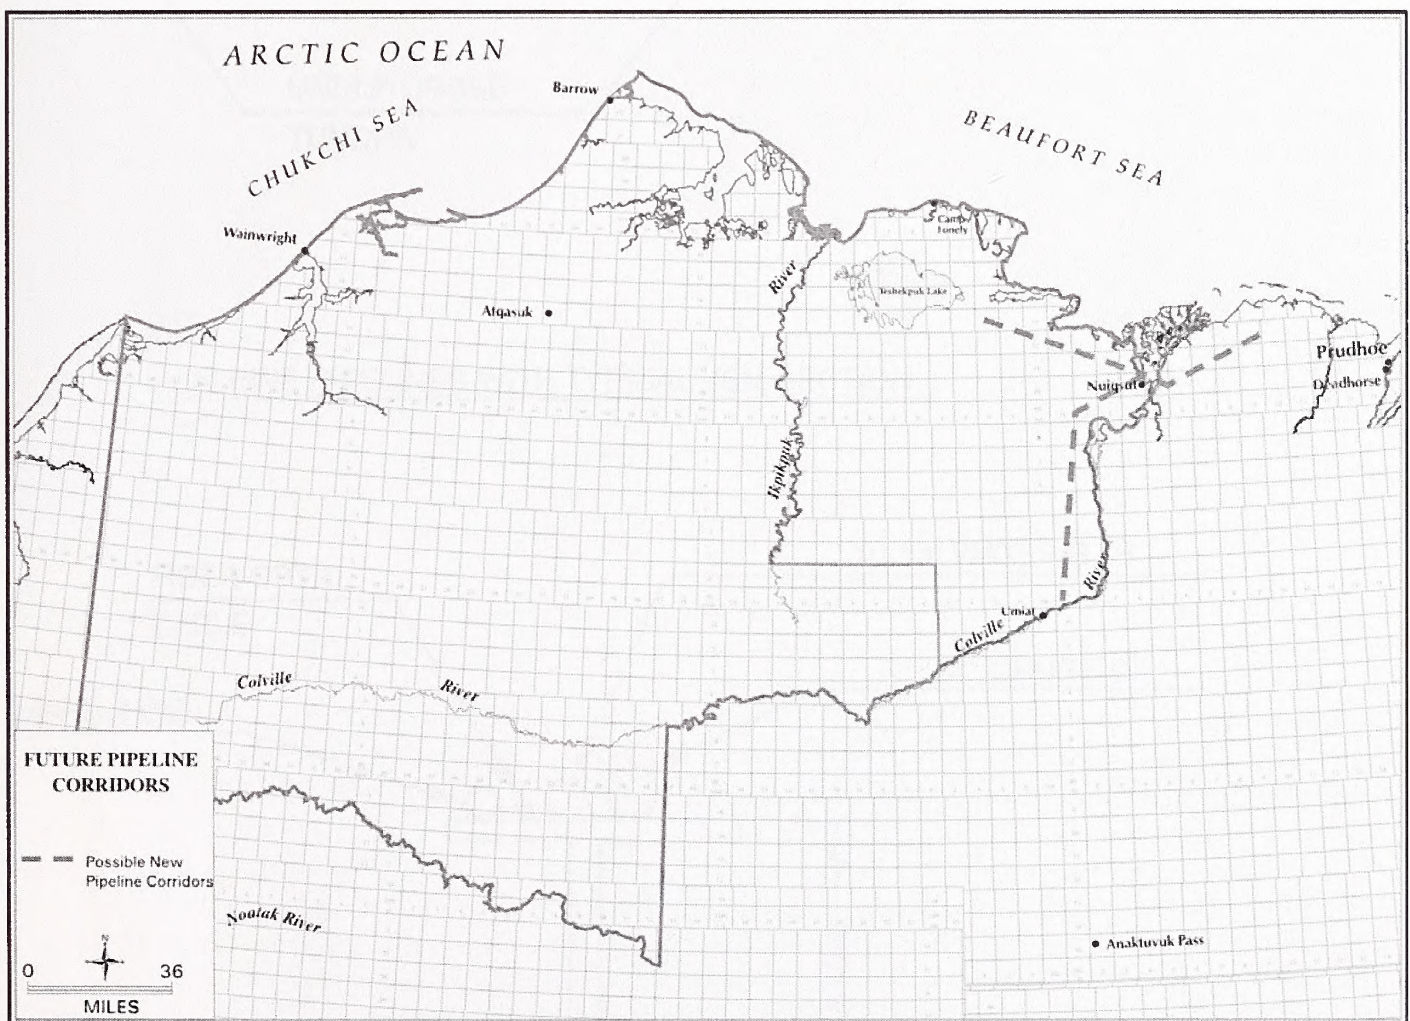 ARCTIC OCEAN
CHUKCHI SEA
BEAUFORT SEA
Barrow
Wainwright
Camp
Lonely
River
Teshekpuk Lake
Atqasuk
Prudhoe
Nuiqsut
Deadhorse
Ikpikpuk
River
Umiat
Colville
Colville
River
FUTURE PIPELINE
CORRIDORS
Possible New
Pipeline Corridors
Noatak River
N
0 36
MILES
Anaktuvuk Pass